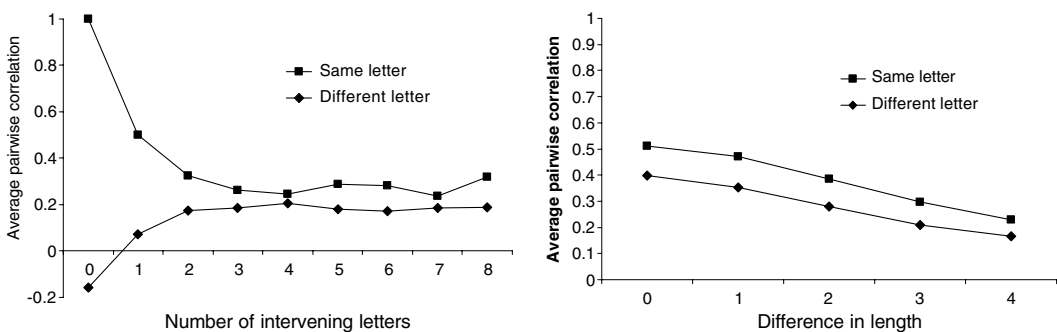 Average pairwise correlation
1
0.8
0.6
0.4
0.2
0
-0.2
Same letter
Different letter
0 1 2 3 4 5 6 7 8
Number of intervening letters
Average pairwise correlation
1
0.9
0.8
0.7
0.6
0.5
0.4
0.3
0.2
0.1
0
Same letter
Different letter
0 1 2 3 4
Difference in length